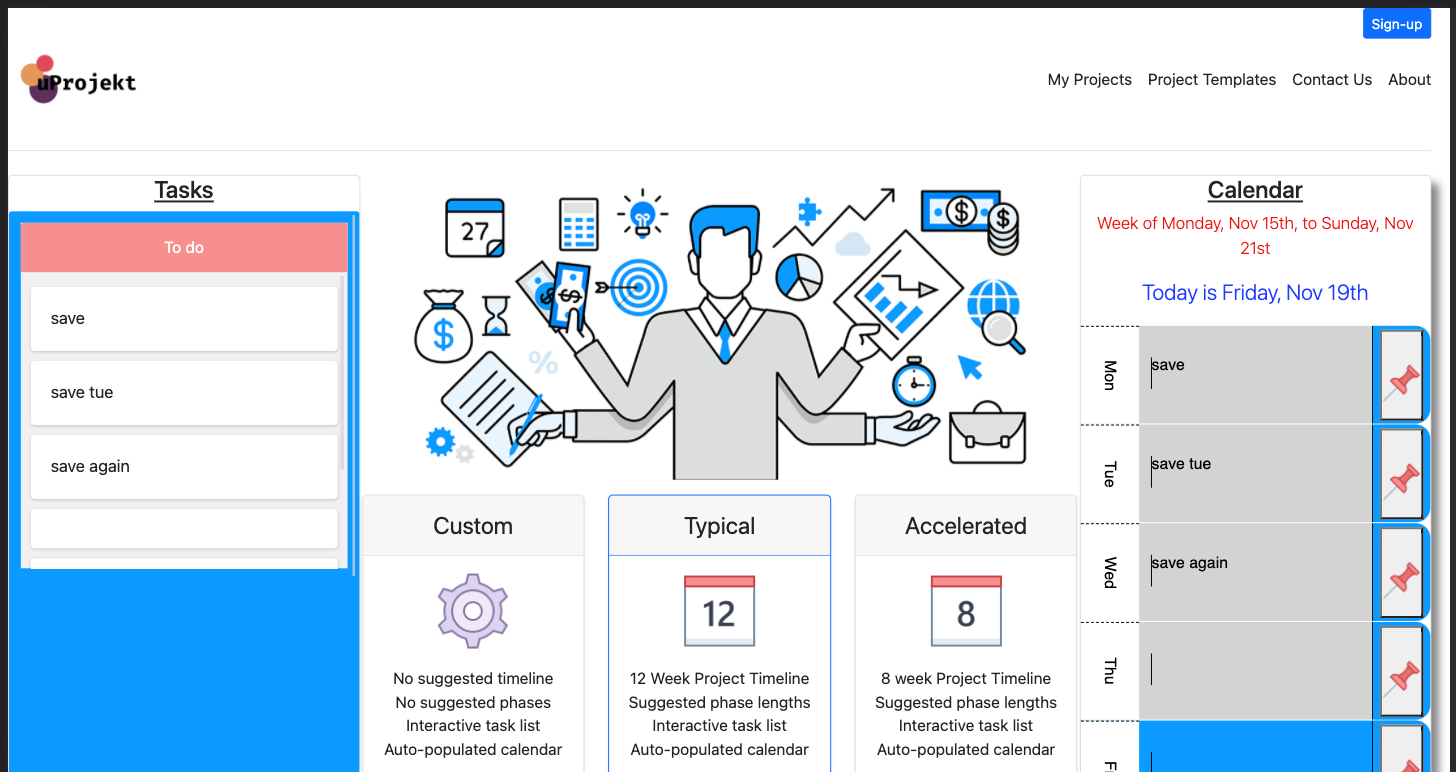 Sign-up
uProjekt
My Projects Project Templates Contact Us About
Tasks
To do
save
save tue
save again
27
$
$
$
$
$
%
Custom
No suggested timeline
No suggested phases
Interactive task list
Auto-populated calendar
Typical
12
12 Week Project Timeline
Suggested phase lengths
Interactive task list
Auto-populated calendar
Accelerated
8
8 week Project Timeline
Suggested phase lengths
Interactive task list
Auto-populated calendar
Calendar
Week of Monday, Nov 15th, to Sunday, Nov
21st
Today is Friday, Nov 19th
Mon
save
Tue
save tue
Wed
save again
Thu